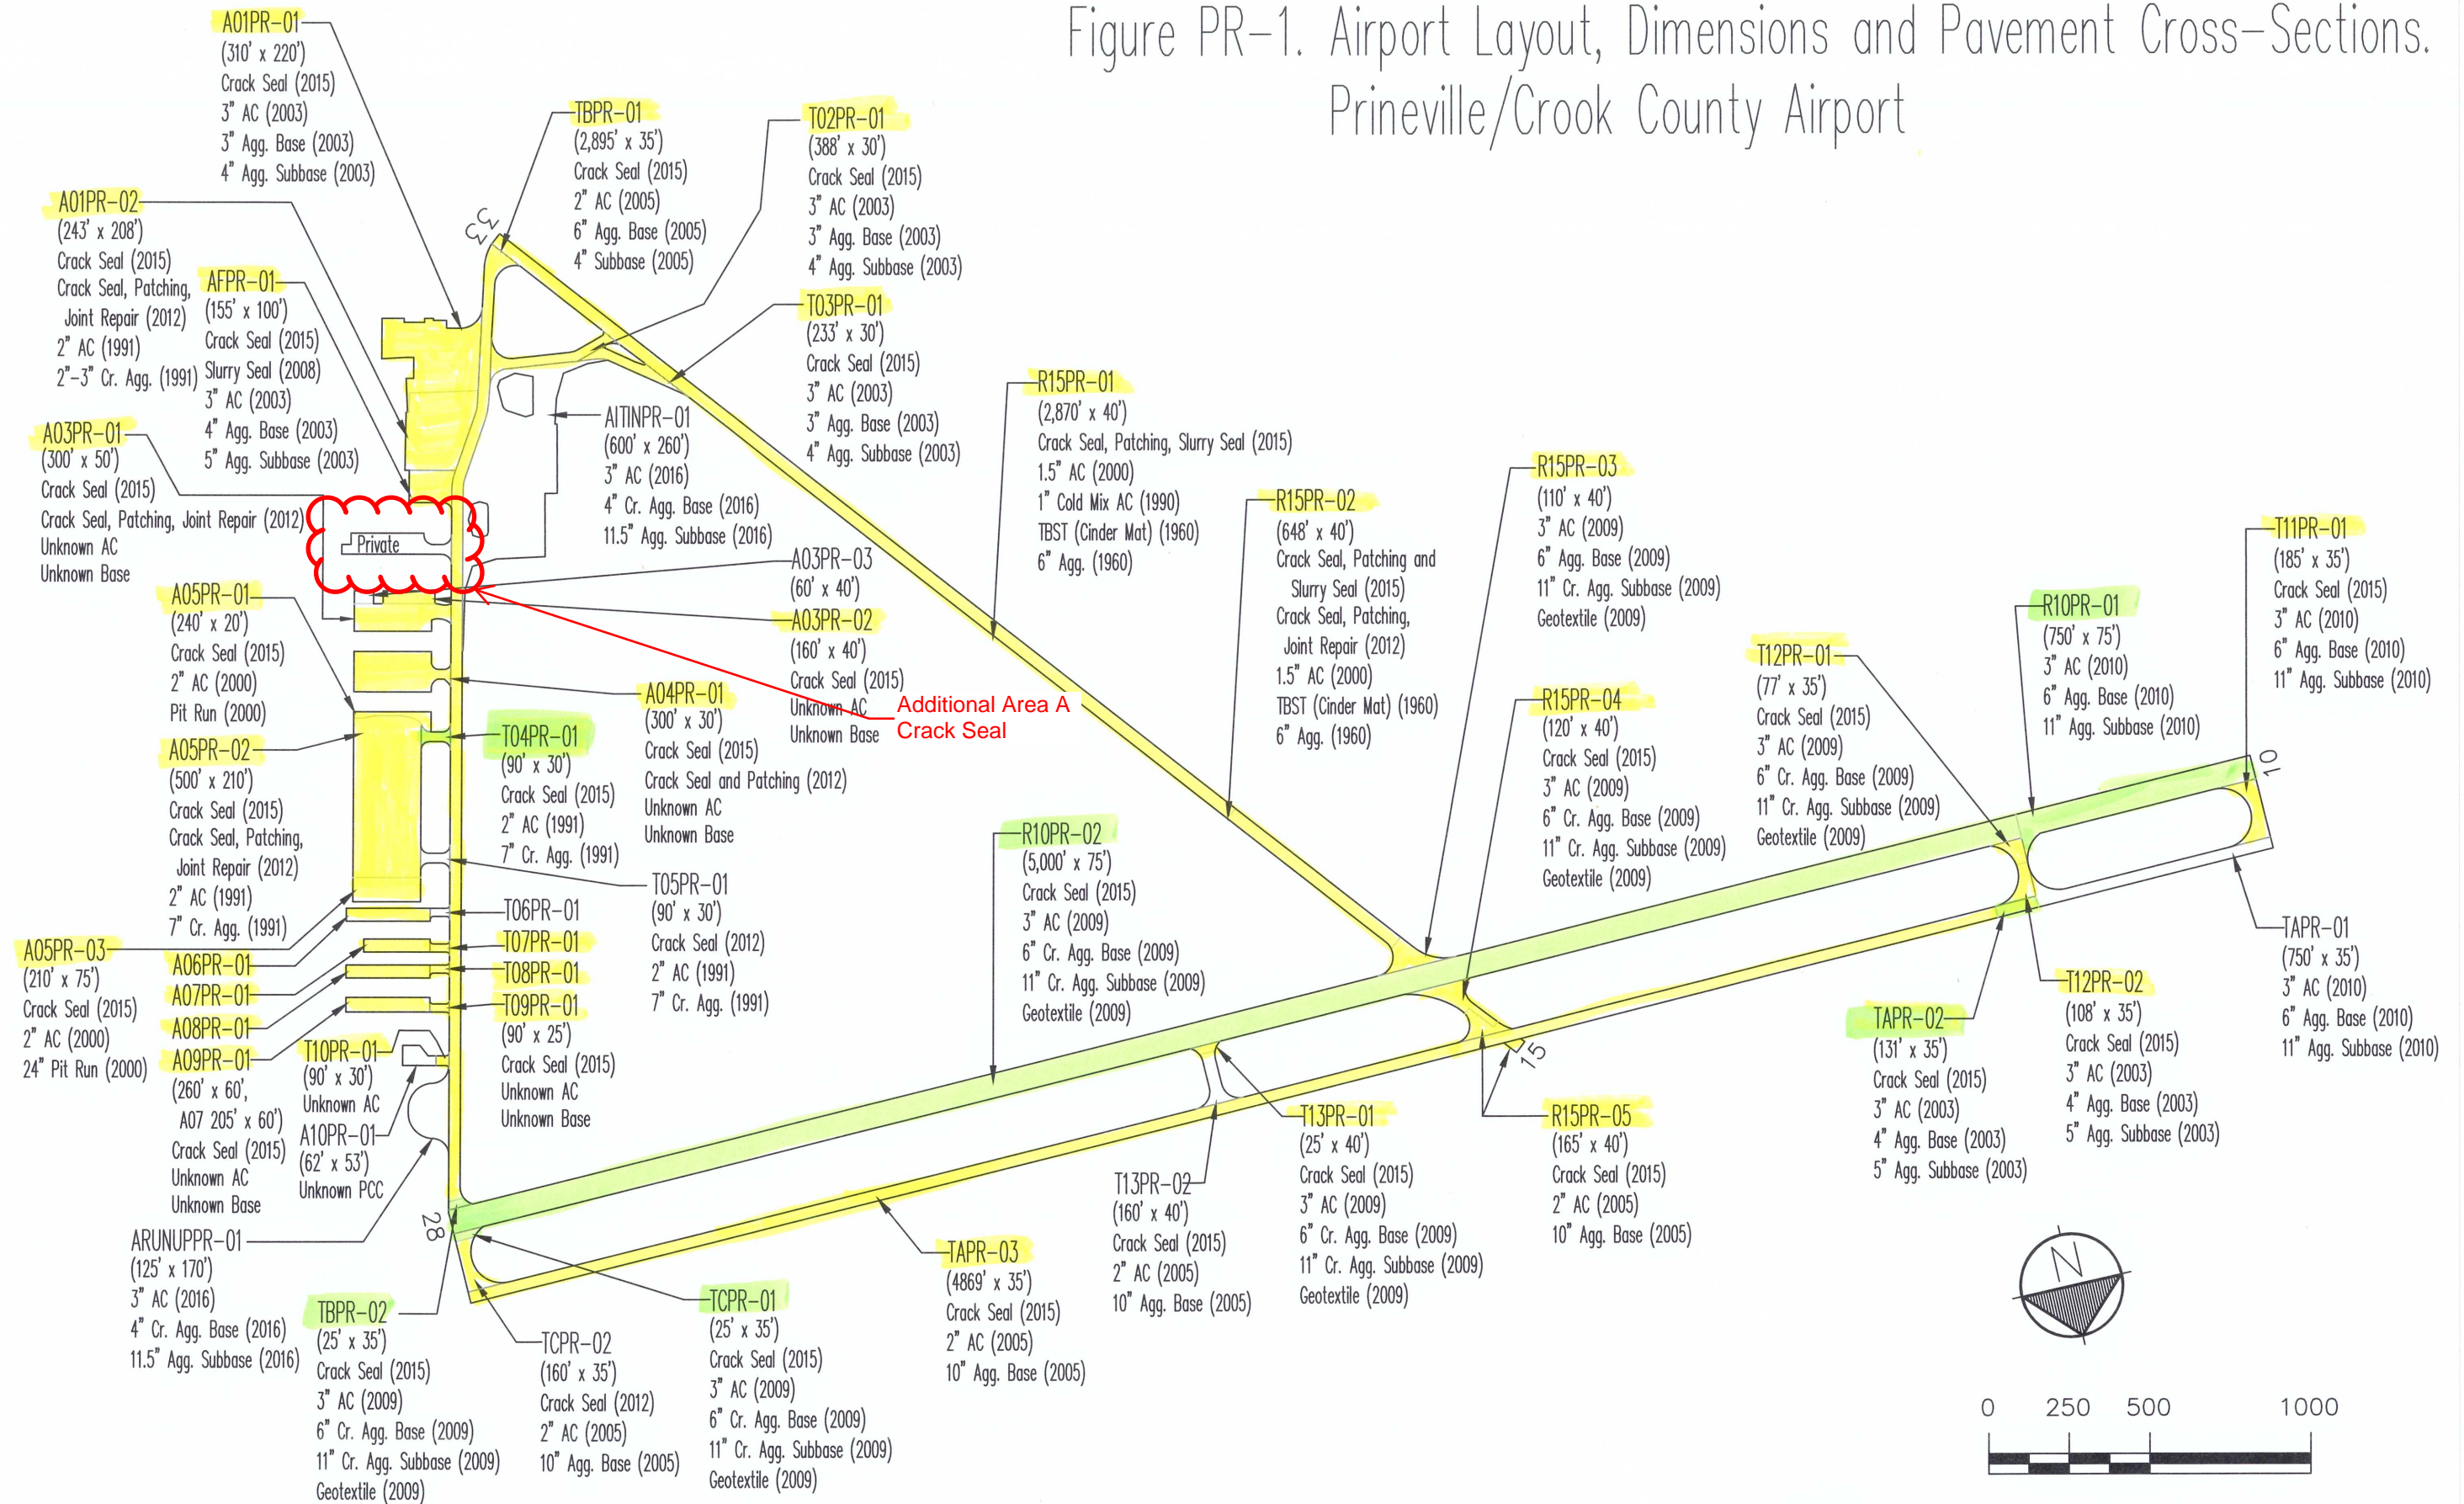 Figure PR-1. Airport Layout, Dimensions and Pavement Cross-Sections.
Prineville/Crook County Airport
A01PR-01
(310' x 220')
Crack Seal (2015)
3" AC (2003)
3" Agg. Base (2003)
4" Agg. Subbase (2003)
A01PR-02
(243' x 208')
Crack Seal (2015)
Crack Seal, Patching,
Joint Repair (2012)
2" AC (1991)
2"-3" Cr. Agg. (1991)
AFPR-01
(155' x 100')
Crack Seal (2015)
Slurry Seal (2008)
3" AC (2003)
4" Agg. Base (2003)
5" Agg. Subbase (2003)
A03PR-01
(300' x 50')
Crack Seal (2015)
Crack Seal, Patching, Joint Repair (2012)
Unknown AC
Unknown Base
33
TBPR-01
(2,895' x 35')
Crack Seal (2015)
2" AC (2005)
6" Agg. Base (2005)
4" Subbase (2005)
T02PR-01
(388' x 30')
Crack Seal (2015)
3" AC (2003)
3" Agg. Base (2003)
4" Agg. Subbase (2003)
T03PR-01
(233' x 30')
Crack Seal (2015)
3" AC (2003)
3" Agg. Base (2003)
4" Agg. Subbase (2003)
AITINPR-01
(600' x 260')
3" AC (2016)
4" Cr. Agg. Base (2016)
11.5" Agg. Subbase (2016)
Private
A03PR-03
(60' x 40')
A03PR-02
(160' x 40')
Crack Seal (2015)
Unknown AC
Unknown Base
Additional Area A
Crack Seal
R15PR-01
(2,870' x 40')
Crack Seal, Patching, Slurry Seal (2015)
1.5" AC (2000)
1" Cold Mix AC (1990)
TBST (Cinder Mat) (1960)
6" Agg. (1960)
R15PR-02
(648' x 40')
Crack Seal, Patching and
Slurry Seal (2015)
Crack Seal, Patching,
Joint Repair (2012)
1.5" AC (2000)
TBST (Cinder Mat) (1960)
6" Agg. (1960)
R15PR-03
(110' x 40')
3" AC (2009)
6" Agg. Base (2009)
11" Cr. Agg. Subbase (2009)
Geotextile (2009)
R15PR-04
(120' x 40')
Crack Seal (2015)
3" AC (2009)
6" Cr. Agg. Base (2009)
11" Cr. Agg. Subbase (2009)
Geotextile (2009)
T12PR-01
(77' x 35')
Crack Seal (2015)
3" AC (2009)
6" Cr. Agg. Base (2009)
11" Cr. Agg. Subbase (2009)
Geotextile (2009)
R10PR-01
(750' x 75')
3" AC (2010)
6" Agg. Base (2010)
11" Agg. Subbase (2010)
T11PR-01
(185' x 35')
Crack Seal (2015)
3" AC (2010)
6" Agg. Base (2010)
11" Agg. Subbase (2010)
10
A05PR-01
(240' x 20')
Crack Seal (2015)
2" AC (2000)
Pit Run (2000)
A05PR-02
(500' x 210')
Crack Seal (2015)
Crack Seal, Patching,
Joint Repair (2012)
2" AC (1991)
7" Cr. Agg. (1991)
A04PR-01
(300' x 30')
Crack Seal (2015)
Crack Seal and Patching (2012)
Unknown AC
Unknown Base
T04PR-01
(90' x 30')
Crack Seal (2015)
2" AC (1991)
7" Cr. Agg. (1991)
T05PR-01
(90' x 30')
Crack Seal (2012)
2" AC (1991)
7" Cr. Agg. (1991)
A05PR-03
(210' x 75')
Crack Seal (2015)
2" AC (2000)
24" Pit Run (2000)
A06PR-01
A07PR-01
A08PR-01
A09PR-01
(260' x 60',
A07 205' x 60')
Crack Seal (2015)
Unknown AC
Unknown Base
T06PR-01
T07PR-01
T08PR-01
T09PR-01
(90' x 25')
Crack Seal (2015)
Unknown AC
Unknown Base
T10PR-01
(90' x 30')
Unknown AC
A10PR-01
(62' x 53')
Unknown PCC
ARUNUPPR-01
(125' x 170')
3" AC (2016)
4" Cr. Agg. Base (2016)
11.5" Agg. Subbase (2016)
28
TBPR-02
(25' x 35')
Crack Seal (2015)
3" AC (2009)
6" Cr. Agg. Base (2009)
11" Cr. Agg. Subbase (2009)
Geotextile (2009)
TCPR-02
(160' x 35')
Crack Seal (2012)
2" AC (2005)
10" Agg. Base (2005)
TCPR-01
(25' x 35')
Crack Seal (2015)
3" AC (2009)
6" Cr. Agg. Base (2009)
11" Cr. Agg. Subbase (2009)
Geotextile (2009)
R10PR-02
(5,000' x 75')
Crack Seal (2015)
3" AC (2009)
6" Cr. Agg. Base (2009)
11" Cr. Agg. Subbase (2009)
Geotextile (2009)
TAPR-03
(4869' x 35')
Crack Seal (2015)
2" AC (2005)
10" Agg. Base (2005)
T13PR-02
(160' x 40')
Crack Seal (2015)
2" AC (2005)
10" Agg. Base (2005)
T13PR-01
(25' x 40')
Crack Seal (2015)
3" AC (2009)
6" Cr. Agg. Base (2009)
11" Cr. Agg. Subbase (2009)
Geotextile (2009)
15
R15PR-05
(165' x 40')
Crack Seal (2015)
2" AC (2005)
10" Agg. Base (2005)
TAPR-02
(131' x 35')
Crack Seal (2015)
3" AC (2003)
4" Agg. Base (2003)
5" Agg. Subbase (2003)
T12PR-02
(108' x 35')
Crack Seal (2015)
3" AC (2003)
4" Agg. Base (2003)
5" Agg. Subbase (2003)
TAPR-01
(750' x 35')
3" AC (2010)
6" Agg. Base (2010)
11" Agg. Subbase (2010)
N
0 250 500 1000